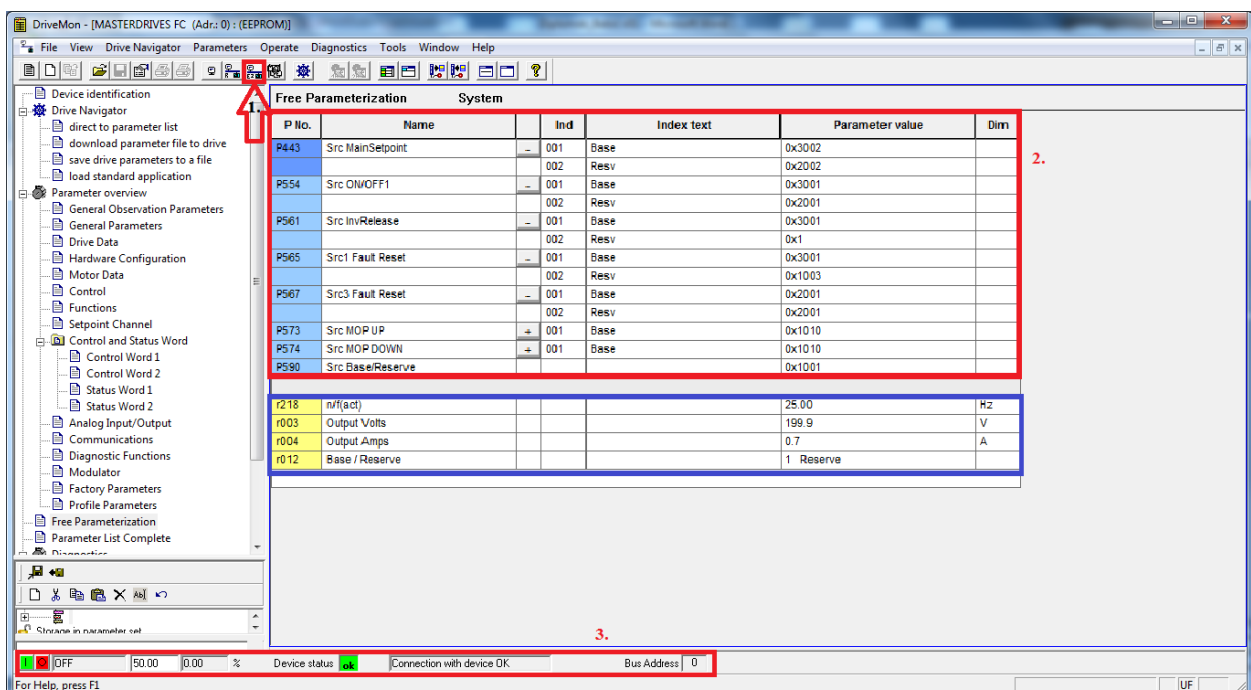 DriveMon - [MASTERDRIVES FC (Adr.: 0) : (EEPROM)]
File View Drive Navigator Parameters Operate Diagnostics Tools Window Help
1.
Device identification
Drive Navigator
direct to parameter list
download parameter file to drive
save drive parameters to a file
load standard application
Parameter overview
General Observation Parameters
General Parameters
Drive Data
Hardware Configuration
Motor Data
Control
Functions
Setpoint Channel
Control and Status Word
Control Word 1
Control Word 2
Status Word 1
Status Word 2
Analog Input/Output
Communications
Diagnostic Functions
Modulator
Factory Parameters
Profile Parameters
Free Parameterization
Parameter List Complete
Diagnostics
Storage in parameter set
Free Parameterization System
P No. Name Ind Index text Parameter value Dim
P443 Src MainSetpoint - 001 Base 0x3002
002 Resv 0x2002
P554 Src ON/OFF1 - 001 Base 0x3001
002 Resv 0x2001
P561 Src InvRelease - 001 Base 0x3001
002 Resv 0x1
P565 Src1 Fault Reset - 001 Base 0x3001
002 Resv 0x1003
P567 Src3 Fault Reset - 001 Base 0x2001
002 Resv 0x2001
P573 Src MOP UP + 001 Base 0x1010
P574 Src MOP DOWN + 001 Base 0x1010
P590 Src Base/Reserve 0x1001
2.
r218 n/f(act) 25.00 Hz
r003 Output Volts 199.9 V
r004 Output Amps 0.7 A
r012 Base / Reserve 1 Reserve
3.
I O OFF 50.00 0.00 % Device status ok Connection with device OK Bus Address 0
For Help, press F1 UF